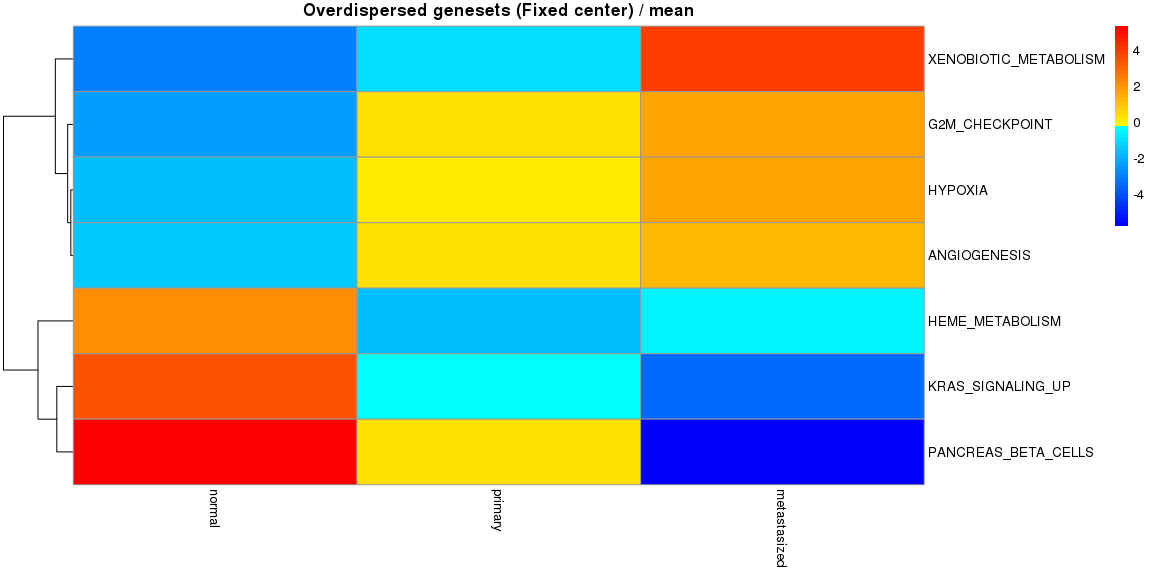 Overdispersed genesets (Fixed center) / mean
XENOBIOTIC_METABOLISM
G2M_CHECKPOINT
HYPOXIA
ANGIOGENESIS
HEME_METABOLISM
KRAS_SIGNALING_UP
PANCREAS_BETA_CELLS
4
2
0
-2
-4
normal
primary
metastasized